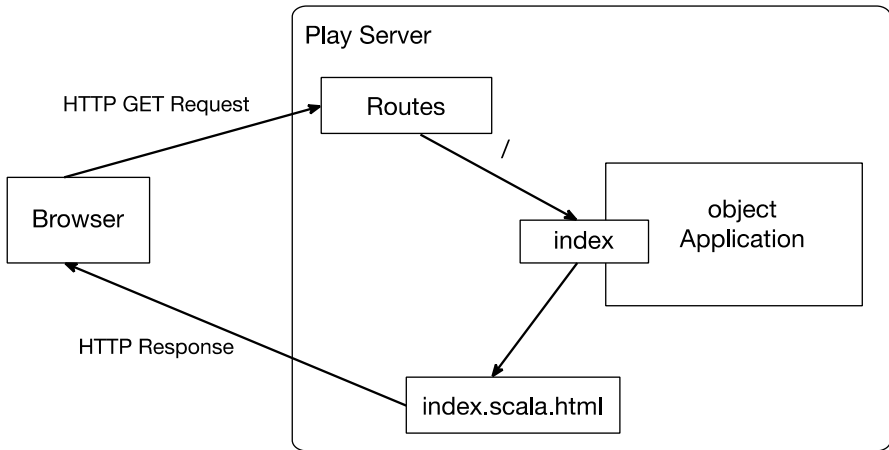 Play Server
HTTP GET Request
Routes
/
Browser
object
Application
index
HTTP Response
index.scala.html